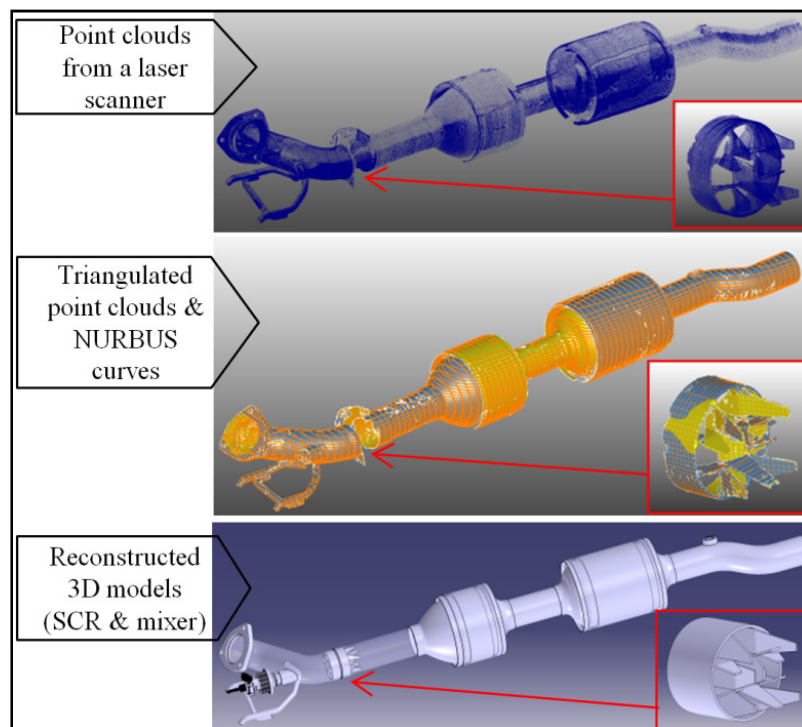 Point clouds
from a laser
scanner
Triangulated
point clouds &
NURBUS
curves
Reconstructed
3D models
(SCR & mixer)